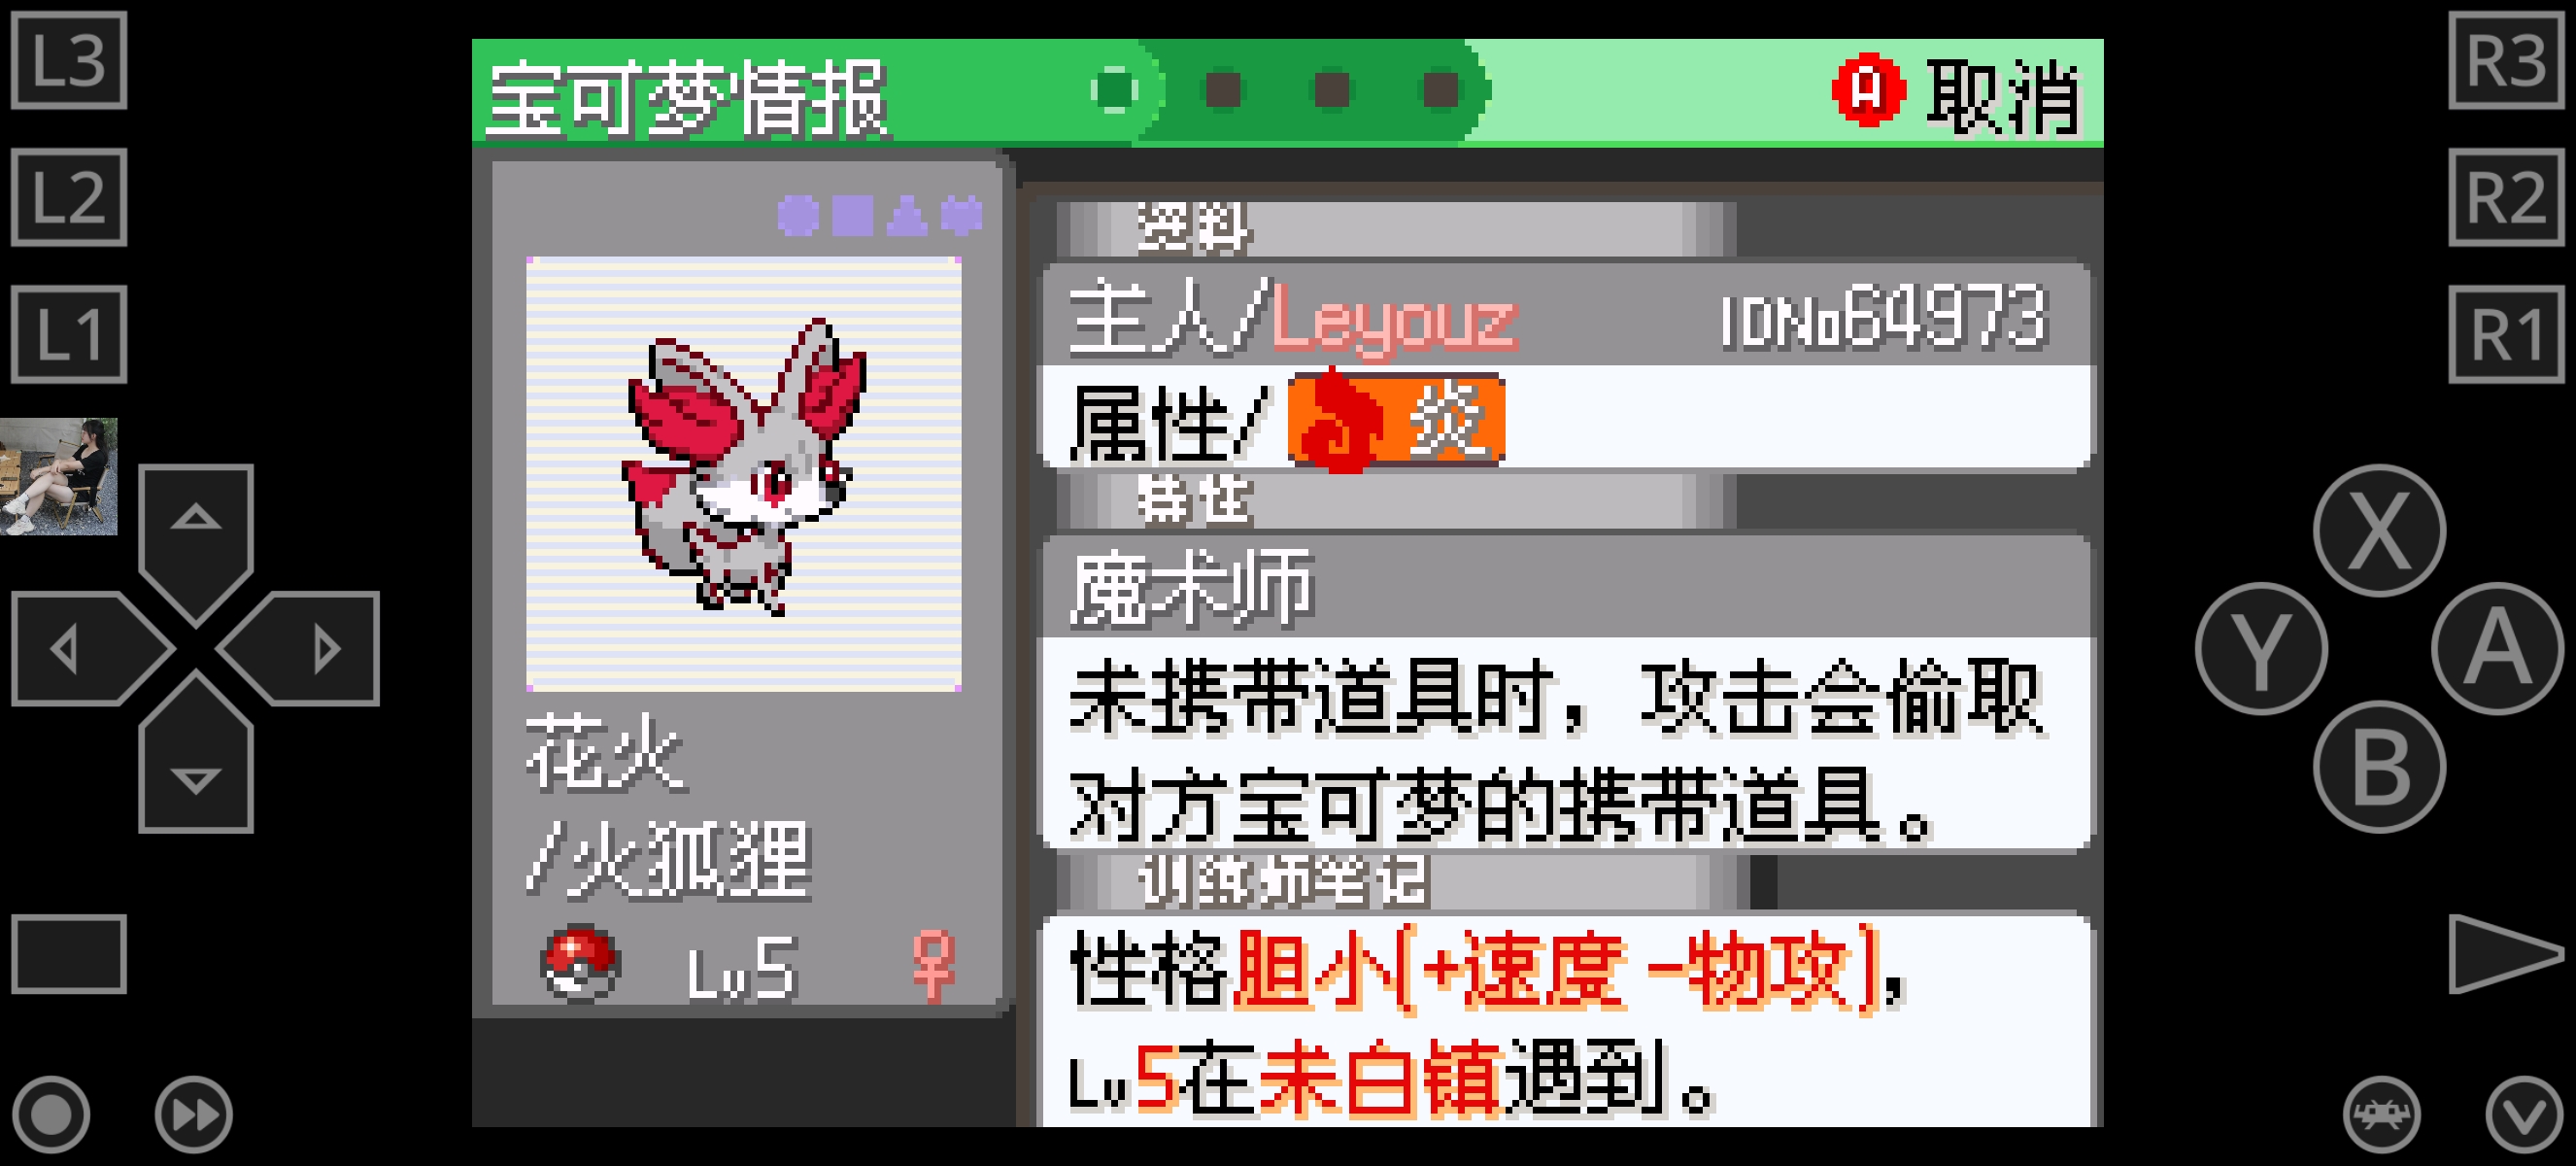 L3
L2
L1
R3
R2
R1
宝可梦情报
A 取消
资料
主人/Leyouz IDNo64973
属性/ 炎
特性
魔术师
未携带道具时，攻击会偷取
对方宝可梦的携带道具。
训练师笔记
性格胆小(+速度 -物攻)，
Lv5在未白镇遇到。
花火
/火狐狸
Lv5 ♀
X
Y
A
B